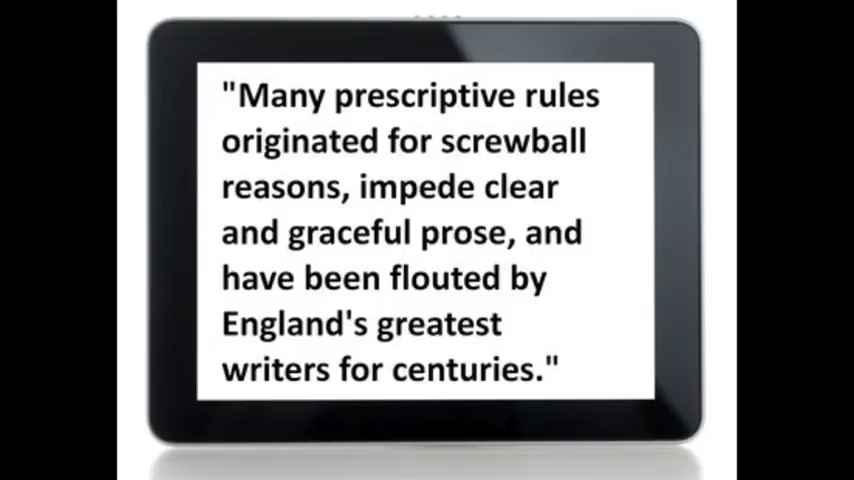 "Many prescriptive rules
originated for screwball
reasons, impede clear
and graceful prose, and
have been flouted by
England's greatest
writers for centuries."